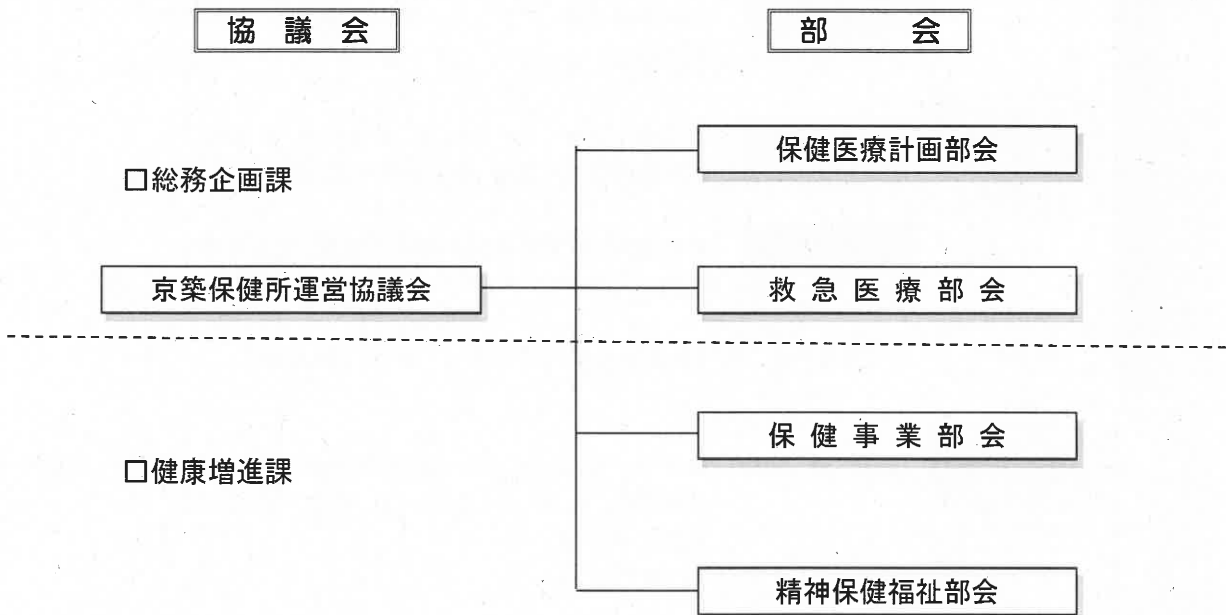 協議会
部会
保健医療計画部会
□総務企画課
京築保健所運営協議会
救急医療部会
保健事業部会
□健康増進課
精神保健福祉部会